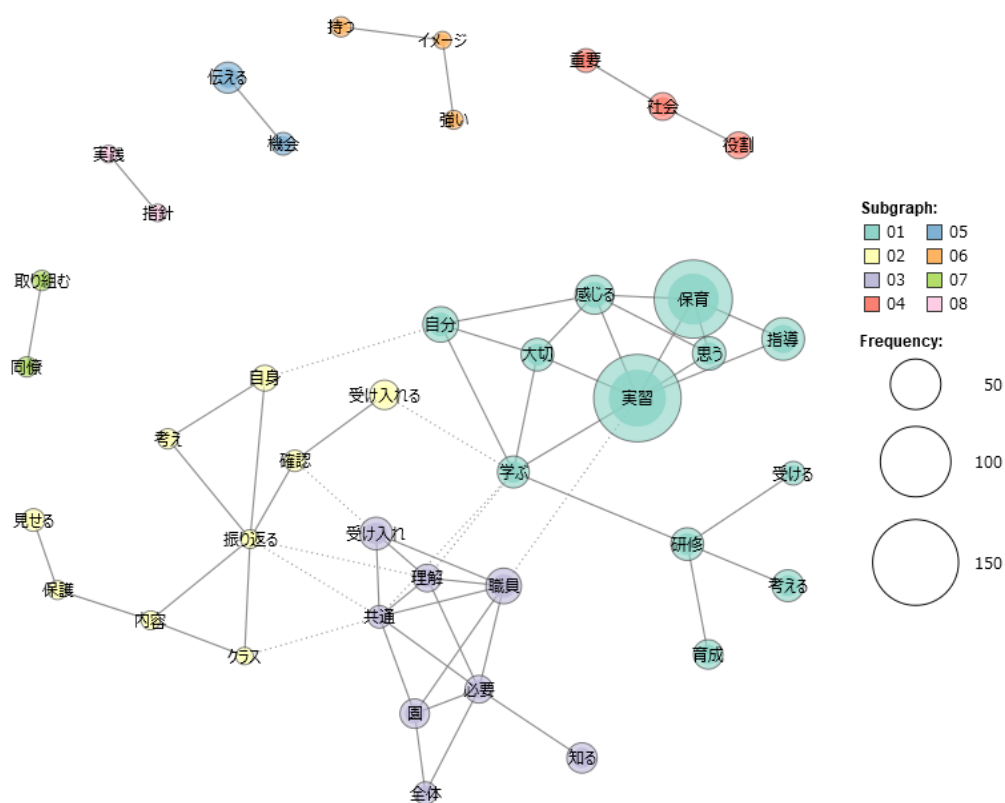 持つ
イメージ
強い
重要
社会
役割
伝える
機会
実践
指針
取り組む
同僚
Subgraph:
01 05
02 06
03 07
04 08
Frequency:
50
100
150
感じる
保育
自分
大切
思う
指導
実習
自身
受け入れる
考え
確認
学ぶ
受ける
見せる
振り返る
受け入れ
研修
理解
職員
考える
保護
内容
共通
クラス
育成
必要
園
知る
全体